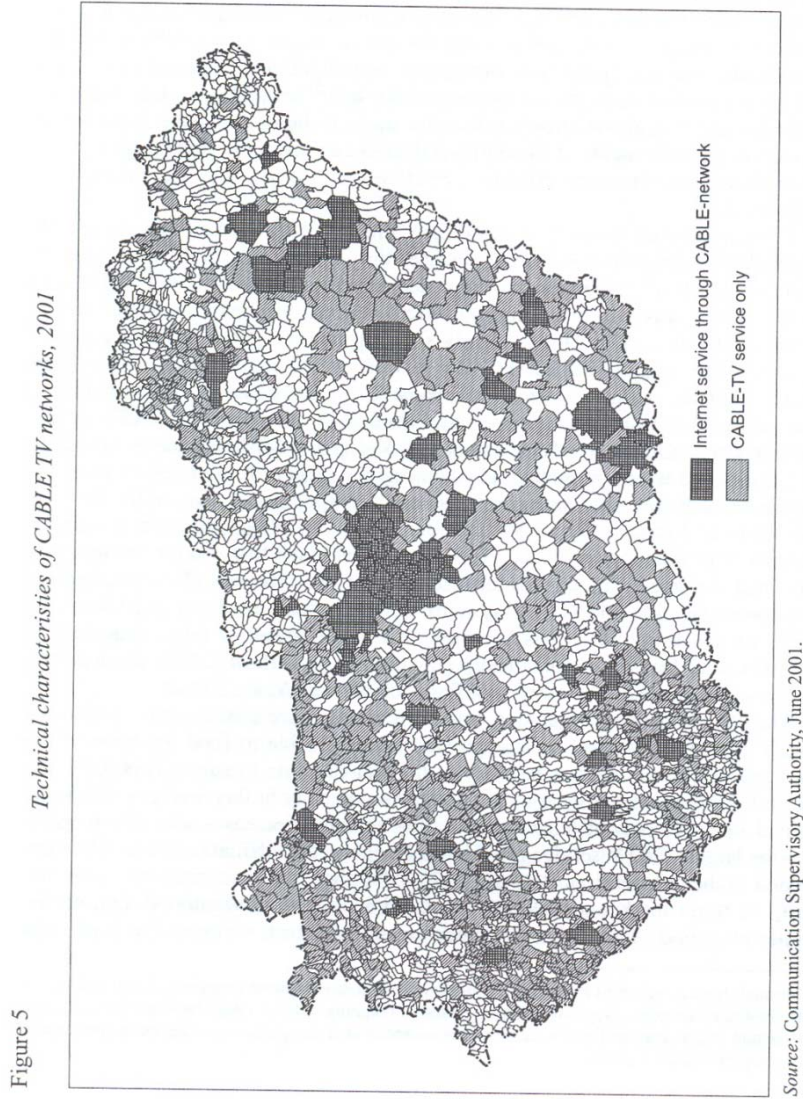 Figure 5
Technical characteristics of CABLE TV networks, 2001
Internet service through CABLE-network
CABLE-TV service only
Source: Communication Supervisory Authority, June 2001.